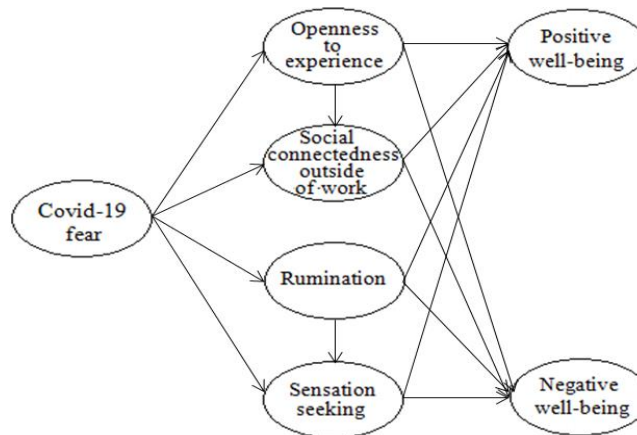 Openness
to
experience
Positive
well-being
Social
connectedness
outside
of·work
Covid-19
fear
Rumination
Sensation
seeking
Negative
well-being